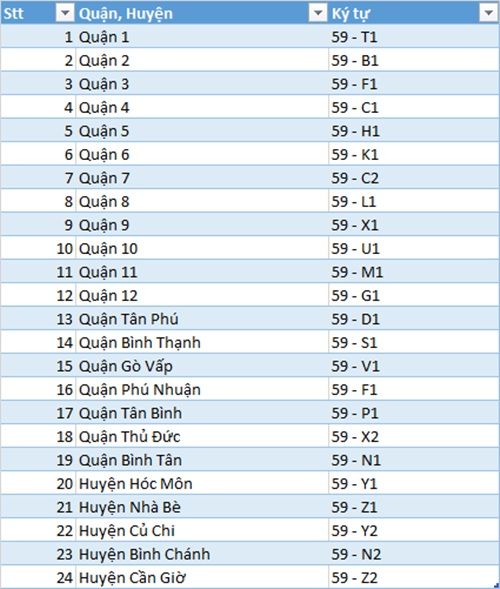 Stt Quận, Huyện Ký tự
1 Quận 1 59 - T1
2 Quận 2 59 - B1
3 Quận 3 59 - F1
4 Quận 4 59 - C1
5 Quận 5 59 - H1
6 Quận 6 59 - K1
7 Quận 7 59 - C2
8 Quận 8 59 - L1
9 Quận 9 59 - X1
10 Quận 10 59 - U1
11 Quận 11 59 - M1
12 Quận 12 59 - G1
13 Quận Tân Phú 59 - D1
14 Quận Bình Thạnh 59 - S1
15 Quận Gò Vấp 59 - V1
16 Quận Phú Nhuận 59 - F1
17 Quận Tân Bình 59 - P1
18 Quận Thủ Đức 59 - X2
19 Quận Bình Tân 59 - N1
20 Huyện Hóc Môn 59 - Y1
21 Huyện Nhà Bè 59 - Z1
22 Huyện Củ Chi 59 - Y2
23 Huyện Bình Chánh 59 - N2
24 Huyện Cần Giờ 59 - Z2